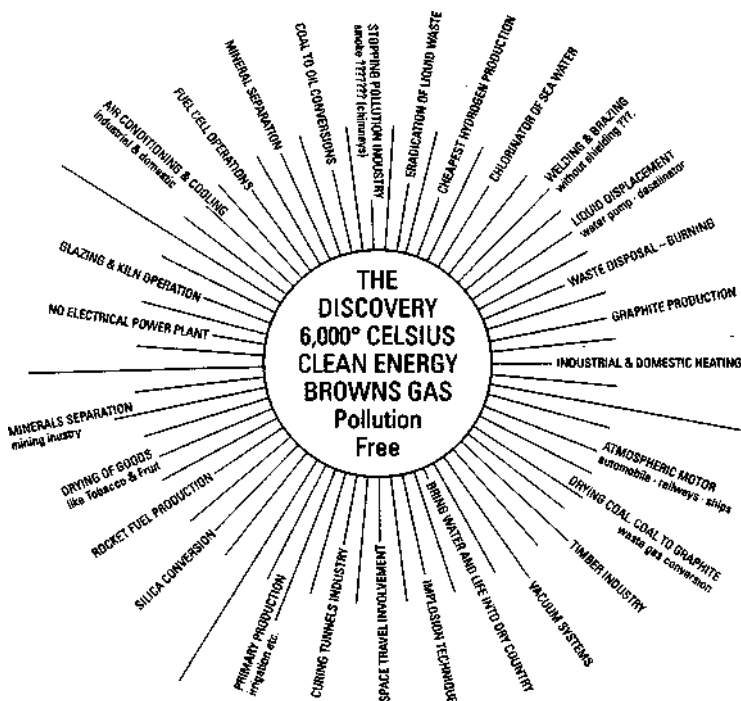 THE
DISCOVERY
6,000° CELSIUS
CLEAN ENERGY
BROWNS GAS
Pollution
Free
STOPPING POLLUTION INDUSTRY
smoke ??????? (chimneys)
ERADICATION OF LIQUID WASTE
CHEAPEST HYDROGEN PRODUCTION
CHLORINATOR OF SEA WATER
WELDING & BRAZING
without shielding ???.
LIQUID DISPLACEMENT
water pump · desalinator
WASTE DISPOSAL – BURNING
GRAPHITE PRODUCTION
INDUSTRIAL & DOMESTIC HEATING
ATMOSPHERIC MOTOR
automobile · railways · ships
DRYING COAL, COAL TO GRAPHITE
waste gas conversion
TIMBER INDUSTRY
VACUUM SYSTEMS
BRING WATER AND LIFE INTO DRY COUNTRY
IMPLOSION TECHNIQUE
SPACE TRAVEL INVOLVEMENT
CURING TUNNELS INDUSTRY
PRIMARY PRODUCTION
irrigation etc.
SILICA CONVERSION
ROCKET FUEL PRODUCTION
DRYING OF GOODS
like Tobacco & Fruit
MINERALS SEPARATION
mining inustry
NO ELECTRICAL POWER PLANT
GLAZING & KILN OPERATION
AIR CONDITIONING & COOLING
industrial & domestic
FUEL CELL OPERATIONS
MINERAL SEPARATION
COAL TO OIL CONVERSIONS